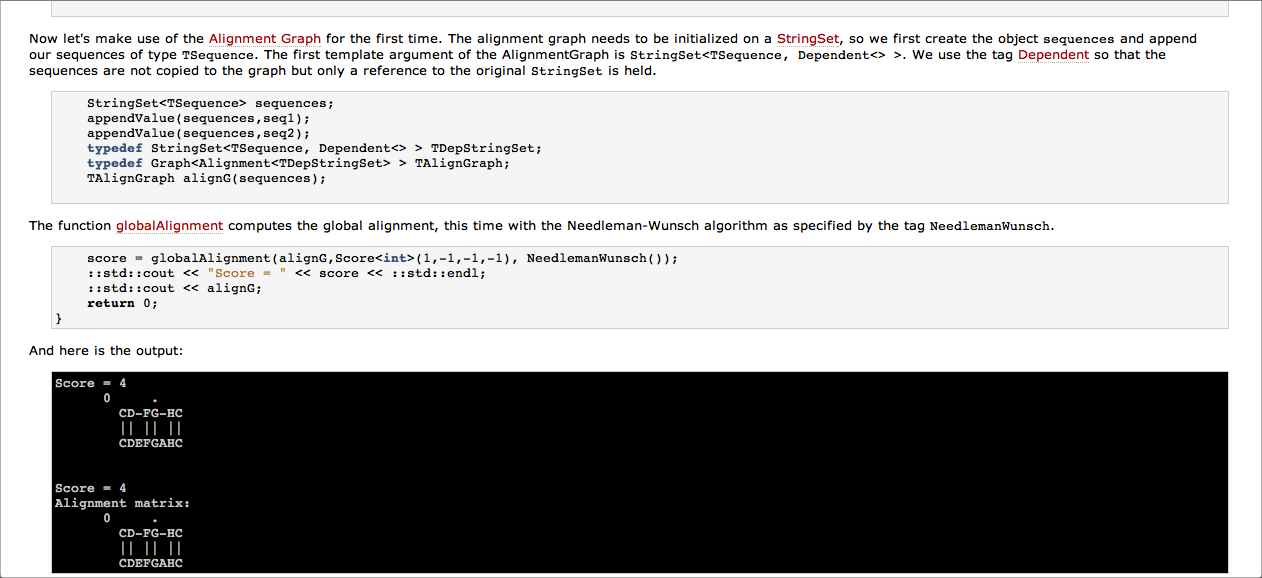 Now let's make use of the Alignment Graph for the first time. The alignment graph needs to be initialized on a StringSet, so we first create the object sequences and append
our sequences of type TSequence. The first template argument of the AlignmentGraph is StringSet<TSequence, Dependent<> >. We use the tag Dependent so that the
sequences are not copied to the graph but only a reference to the original StringSet is held.
StringSet<TSequence> sequences;
appendValue(sequences,seq1);
appendValue(sequences,seq2);
typedef StringSet<TSequence, Dependent<> > TDepStringSet;
typedef Graph<Alignment<TDepStringSet> > TAlignGraph;
TAlignGraph alignG(sequences);
The function globalAlignment computes the global alignment, this time with the Needleman-Wunsch algorithm as specified by the tag NeedlemanWunsch.
score = globalAlignment(alignG,Score<int>(1,-1,-1,-1), NeedlemanWunsch());
::std::cout << "Score = " << score << ::std::endl;
::std::cout << alignG;
return 0;
}
And here is the output:
Score = 4
0     .
CD-FG-HC
|| || ||
CDEFGAHC
Score = 4
Alignment matrix:
0     .
CD-FG-HC
|| || ||
CDEFGAHC